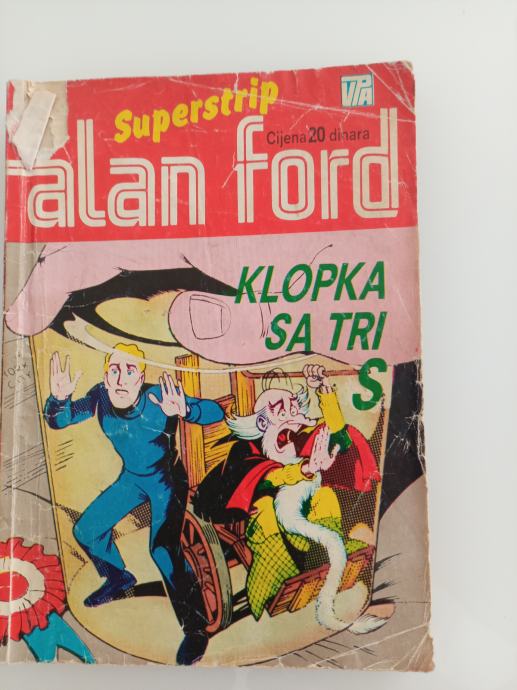 Superstrip
VPA
Cijena 20 dinara
alan ford
KLOPKA
SA TRI
S